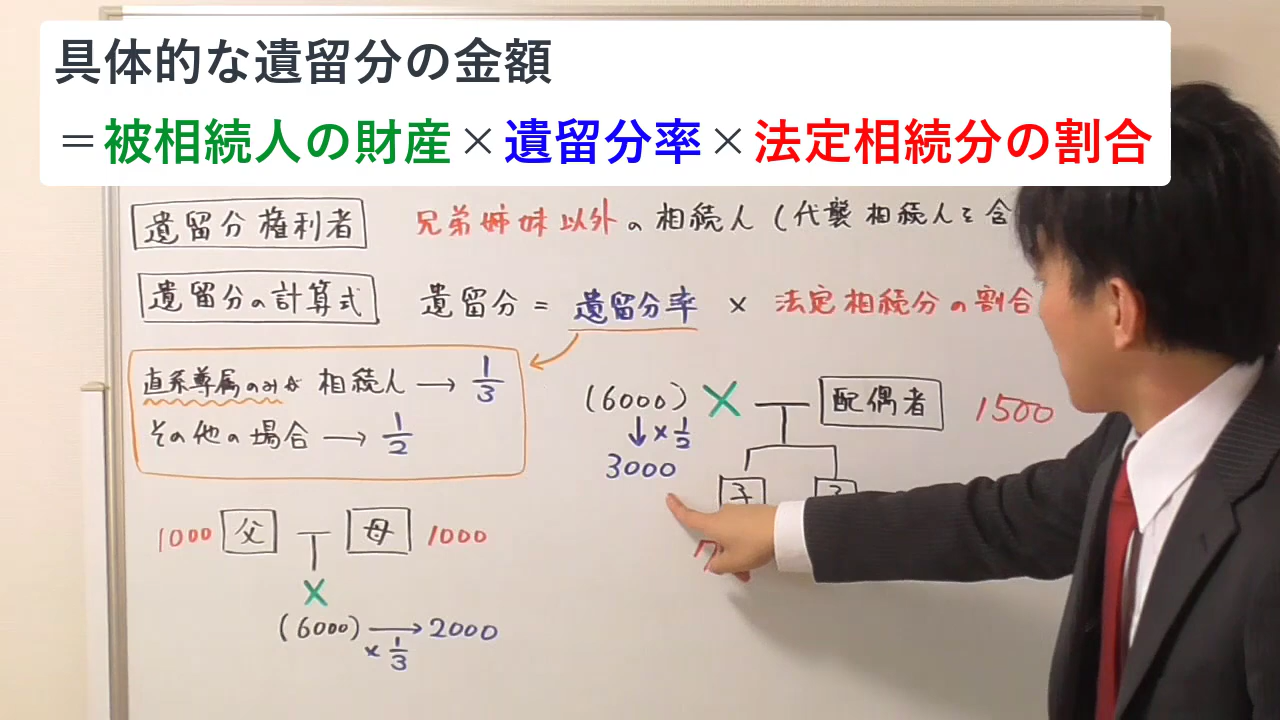 具体的な遺留分の金額
＝被相続人の財産×遺留分率×法定相続分の割合
遺留分権利者 兄弟姉妹以外の相続人(代襲相続人を含
遺留分の計算式 遺留分 = 遺留分率 × 法定相続分の割合
直系尊属のみが相続人 → 1/3
その他の場合 → 1/2
(6000) X 配偶者 1500
↓×1/2
3000
子
1000 父 母 1000
X
(6000) → 2000
×1/3